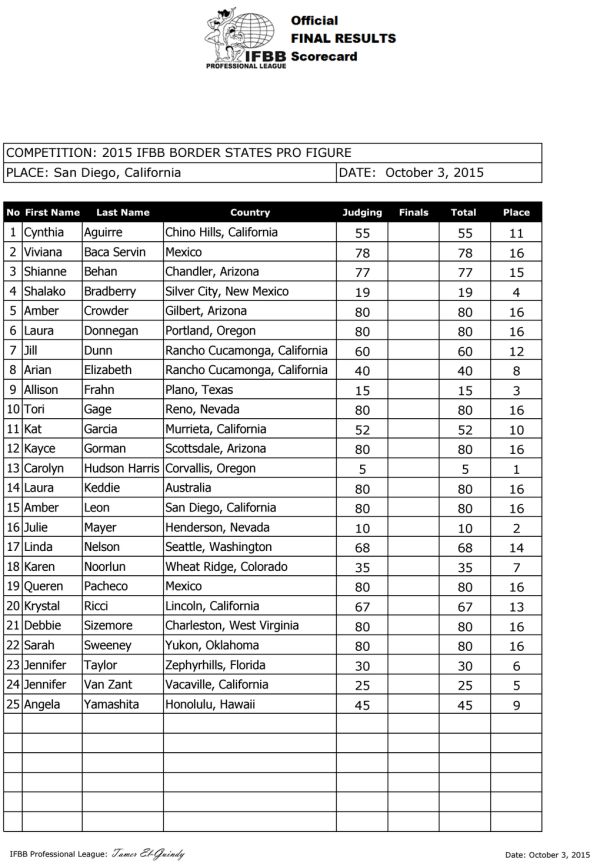 Official
FINAL RESULTS
IFBB Scorecard
PROFESSIONAL LEAGUE
COMPETITION: 2015 IFBB BORDER STATES PRO FIGURE
PLACE: San Diego, California DATE: October 3, 2015
No First Name Last Name Country Judging Finals Total Place
1 Cynthia Aguirre Chino Hills, California 55 55 11
2 Viviana Baca Servin Mexico 78 78 16
3 Shianne Behan Chandler, Arizona 77 77 15
4 Shalako Bradberry Silver City, New Mexico 19 19 4
5 Amber Crowder Gilbert, Arizona 80 80 16
6 Laura Donnegan Portland, Oregon 80 80 16
7 Jill Dunn Rancho Cucamonga, California 60 60 12
8 Arian Elizabeth Rancho Cucamonga, California 40 40 8
9 Allison Frahn Plano, Texas 15 15 3
10 Tori Gage Reno, Nevada 80 80 16
11 Kat Garcia Murrieta, California 52 52 10
12 Kayce Gorman Scottsdale, Arizona 80 80 16
13 Carolyn Hudson Harris Corvallis, Oregon 5 5 1
14 Laura Keddie Australia 80 80 16
15 Amber Leon San Diego, California 80 80 16
16 Julie Mayer Henderson, Nevada 10 10 2
17 Linda Nelson Seattle, Washington 68 68 14
18 Karen Noorlun Wheat Ridge, Colorado 35 35 7
19 Queren Pacheco Mexico 80 80 16
20 Krystal Ricci Lincoln, California 67 67 13
21 Debbie Sizemore Charleston, West Virginia 80 80 16
22 Sarah Sweeney Yukon, Oklahoma 80 80 16
23 Jennifer Taylor Zephyrhills, Florida 30 30 6
24 Jennifer Van Zant Vacaville, California 25 25 5
25 Angela Yamashita Honolulu, Hawaii 45 45 9
IFBB Professional League: Tamer El-Guindy Date: October 3, 2015